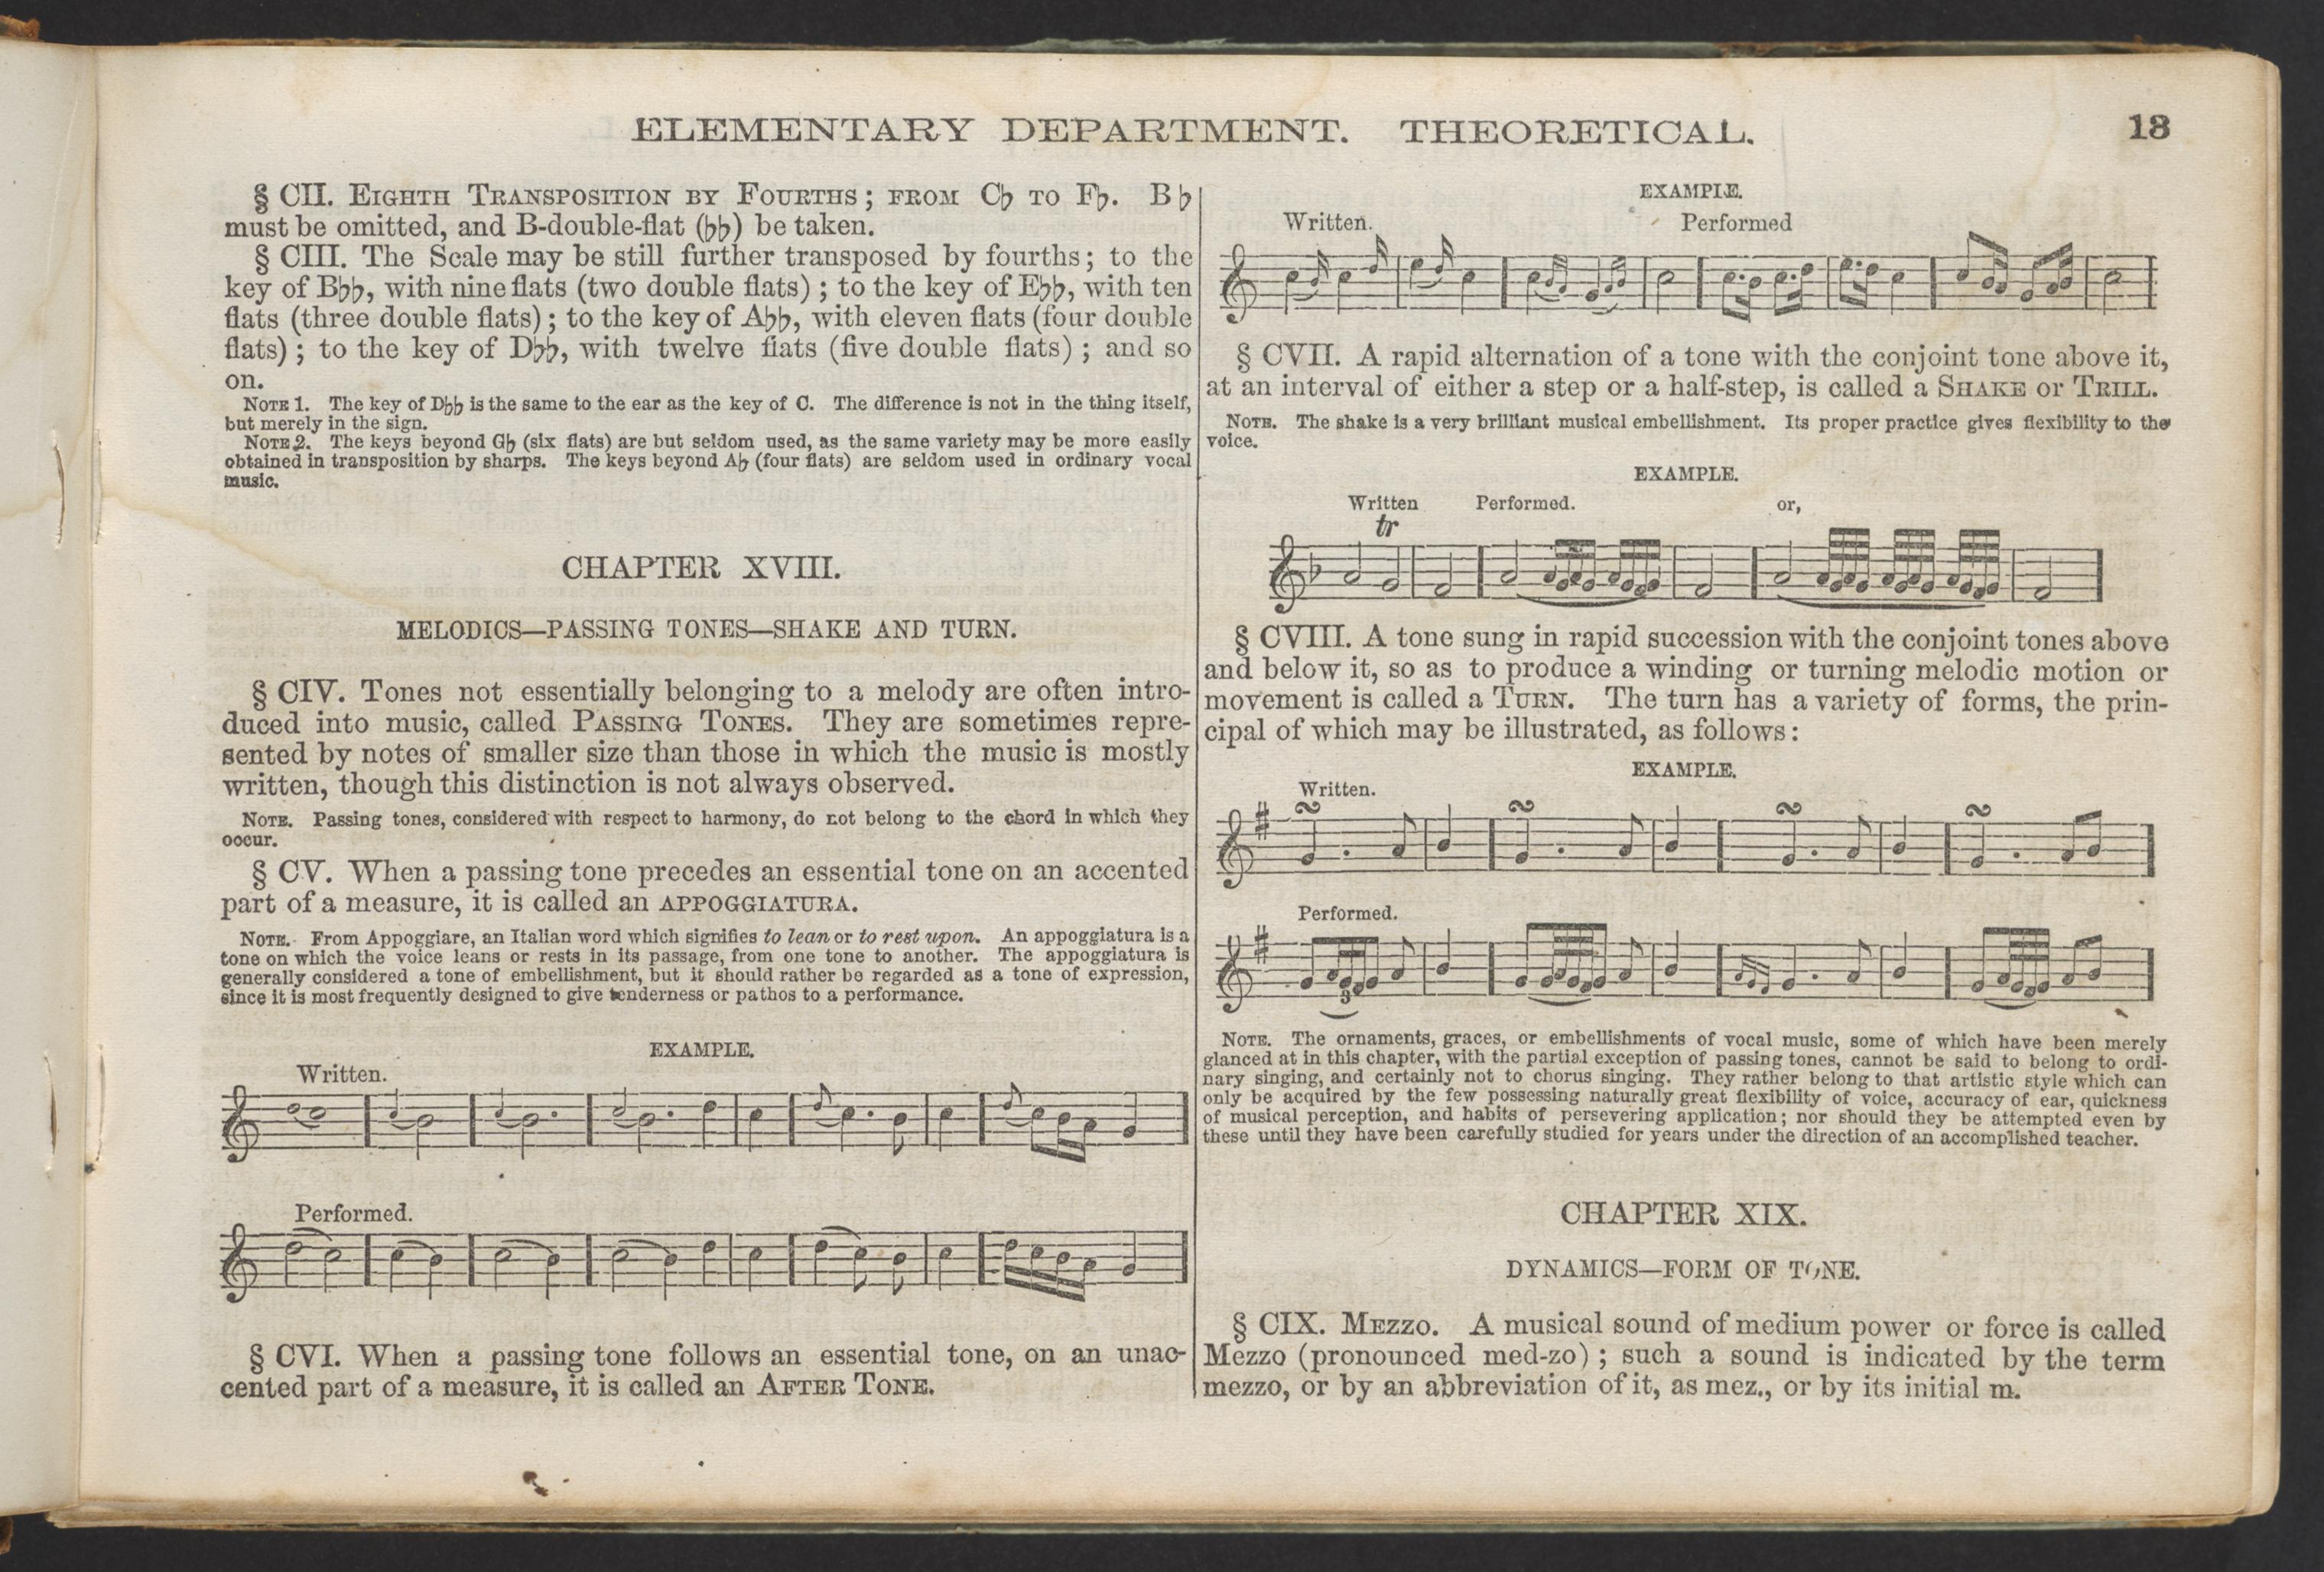 ELEMENTARY DEPARTMENT. THEORETICAL. 13
§ CII. EIGHTH TRANSPOSITION BY FOURTHS; FROM C♭ TO F♭. B♭
must be omitted, and B-double-flat (♭♭) be taken.
§ CIII. The Scale may be still further transposed by fourths; to the
key of B♭♭, with nine flats (two double flats); to the key of E♭♭, with ten
flats (three double flats); to the key of A♭♭, with eleven flats (four double
flats); to the key of D♭♭, with twelve flats (five double flats); and so
on.
NOTE 1. The key of D♭♭ is the same to the ear as the key of C. The difference is not in the thing itself,
but merely in the sign.
NOTE 2. The keys beyond G♭ (six flats) are but seldom used, as the same variety may be more easily
obtained in transposition by sharps. The keys beyond A♭ (four flats) are seldom used in ordinary vocal
music.
CHAPTER XVIII.
MELODICS—PASSING TONES—SHAKE AND TURN.
§ CIV. Tones not essentially belonging to a melody are often intro-
duced into music, called PASSING TONES. They are sometimes repre-
sented by notes of smaller size than those in which the music is mostly
written, though this distinction is not always observed.
NOTE. Passing tones, considered with respect to harmony, do not belong to the chord in which they
occur.
§ CV. When a passing tone precedes an essential tone on an accented
part of a measure, it is called an APPOGGIATURA.
NOTE. From Appoggiare, an Italian word which signifies to lean or to rest upon. An appoggiatura is a
tone on which the voice leans or rests in its passage, from one tone to another. The appoggiatura is
generally considered a tone of embellishment, but it should rather be regarded as a tone of expression,
since it is most frequently designed to give tenderness or pathos to a performance.
EXAMPLE.
Written.
Performed.
§ CVI. When a passing tone follows an essential tone, on an unac-
cented part of a measure, it is called an AFTER TONE.
EXAMPLE.
Written. Performed
§ CVII. A rapid alternation of a tone with the conjoint tone above it,
at an interval of either a step or a half-step, is called a SHAKE or TRILL.
NOTE. The shake is a very brilliant musical embellishment. Its proper practice gives flexibility to the
voice.
EXAMPLE.
Written Performed. or,
tr
§ CVIII. A tone sung in rapid succession with the conjoint tones above
and below it, so as to produce a winding or turning melodic motion or
movement is called a TURN. The turn has a variety of forms, the prin-
cipal of which may be illustrated, as follows:
EXAMPLE.
Written.
Performed.
3
NOTE. The ornaments, graces, or embellishments of vocal music, some of which have been merely
glanced at in this chapter, with the partial exception of passing tones, cannot be said to belong to ordi-
nary singing, and certainly not to chorus singing. They rather belong to that artistic style which can
only be acquired by the few possessing naturally great flexibility of voice, accuracy of ear, quickness
of musical perception, and habits of persevering application; nor should they be attempted even by
these until they have been carefully studied for years under the direction of an accomplished teacher.
CHAPTER XIX.
DYNAMICS—FORM OF TONE.
§ CIX. MEZZO. A musical sound of medium power or force is called
Mezzo (pronounced med-zo); such a sound is indicated by the term
mezzo, or by an abbreviation of it, as mez., or by its initial m.